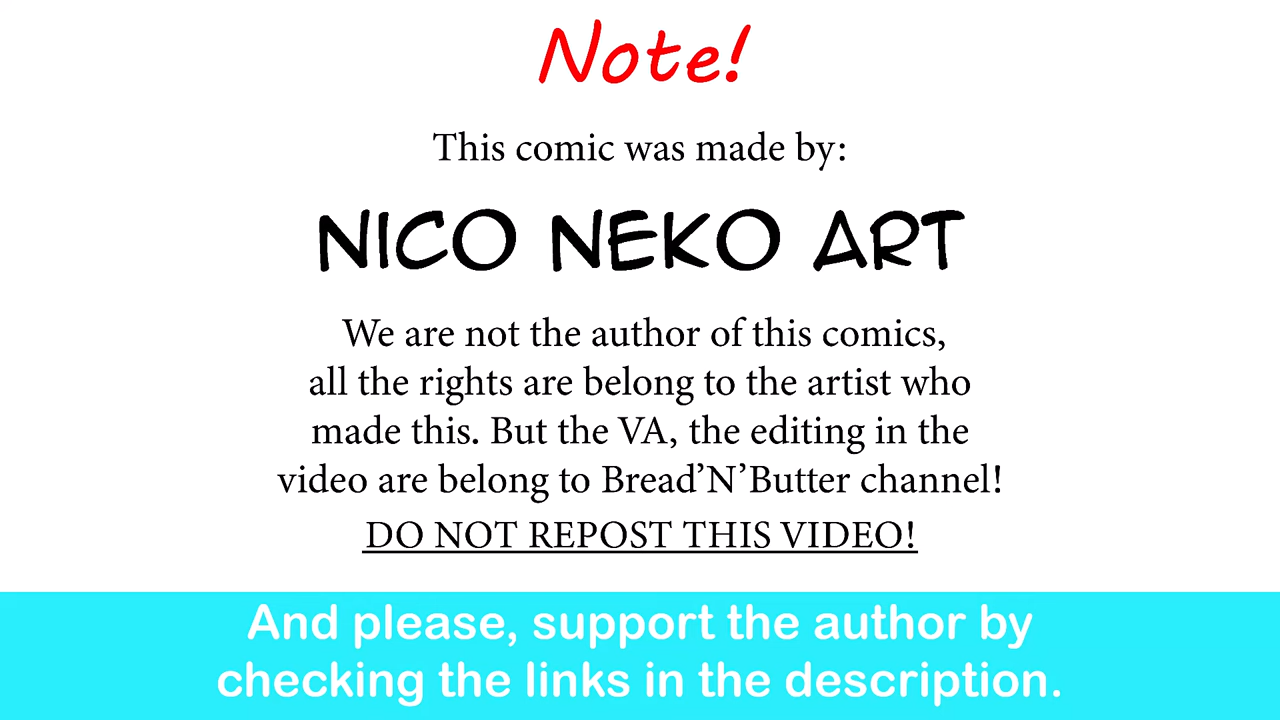 Note!
This comic was made by:
NICO NEKO ART
We are not the author of this comics,
all the rights are belong to the artist who
made this. But the VA, the editing in the
video are belong to Bread’N’Butter channel!
DO NOT REPOST THIS VIDEO!
And please, support the author by
checking the links in the description.